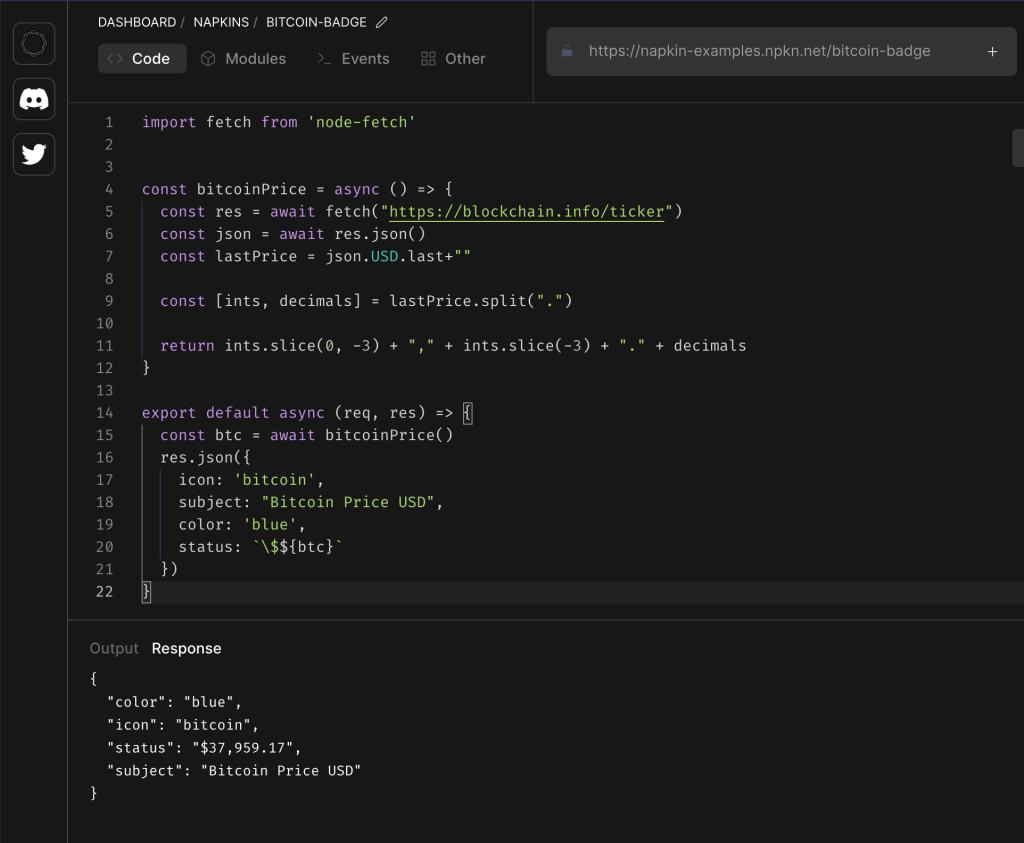 DASHBOARD / NAPKINS / BITCOIN-BADGE
<> Code Modules >_ Events Other
https://napkin-examples.npkn.net/bitcoin-badge +
1 import fetch from 'node-fetch'
2
3
4 const bitcoinPrice = async () => {
5 const res = await fetch("https://blockchain.info/ticker")
6 const json = await res.json()
7 const lastPrice = json.USD.last+""
8
9 const [ints, decimals] = lastPrice.split(".")
10
11 return ints.slice(0, -3) + "," + ints.slice(-3) + "." + decimals
12 }
13
14 export default async (req, res) => {
15 const btc = await bitcoinPrice()
16 res.json({
17 icon: 'bitcoin',
18 subject: "Bitcoin Price USD",
19 color: 'blue',
20 status: `\$${btc}`
21 })
22 }
Output Response
{
"color": "blue",
"icon": "bitcoin",
"status": "$37,959.17",
"subject": "Bitcoin Price USD"
}